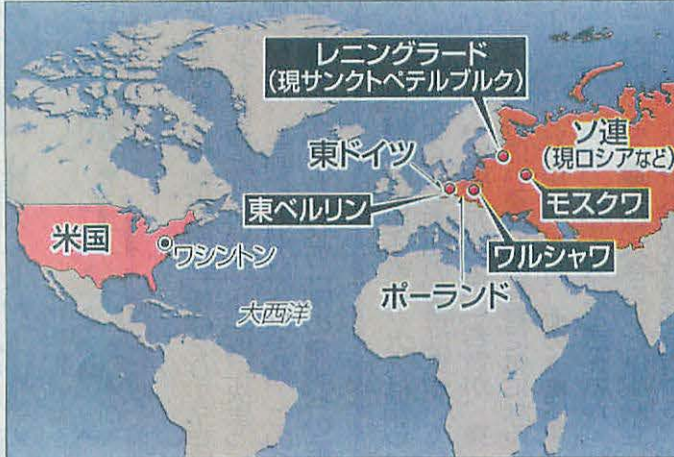 レニングラード
(現サンクトペテルブルク)
ソ連
(現ロシアなど)
東ドイツ
東ベルリン
モスクワ
米国
ワシントン
ワルシャワ
ポーランド
大西洋